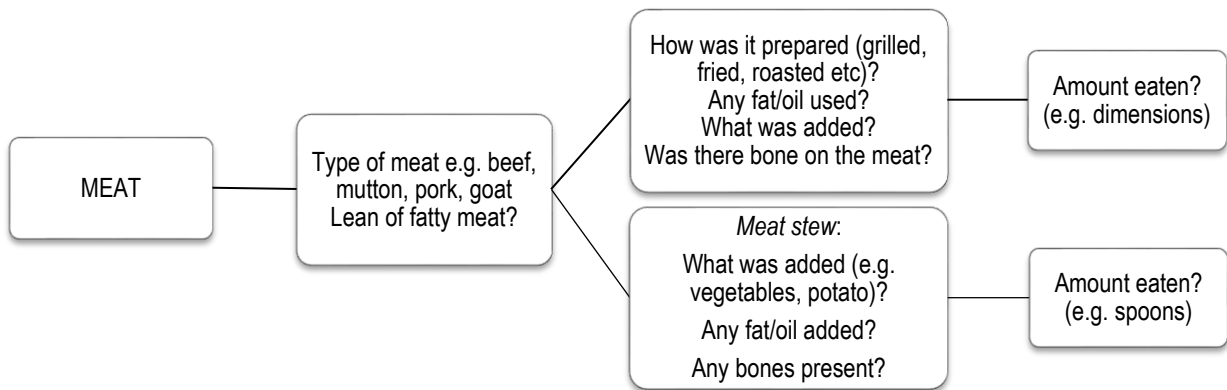 MEAT
Type of meat e.g. beef,
mutton, pork, goat
Lean of fatty meat?
How was it prepared (grilled,
fried, roasted etc)?
Any fat/oil used?
What was added?
Was there bone on the meat?
Amount eaten?
(e.g. dimensions)
Meat stew:
What was added (e.g.
vegetables, potato)?
Any fat/oil added?
Any bones present?
Amount eaten?
(e.g. spoons)